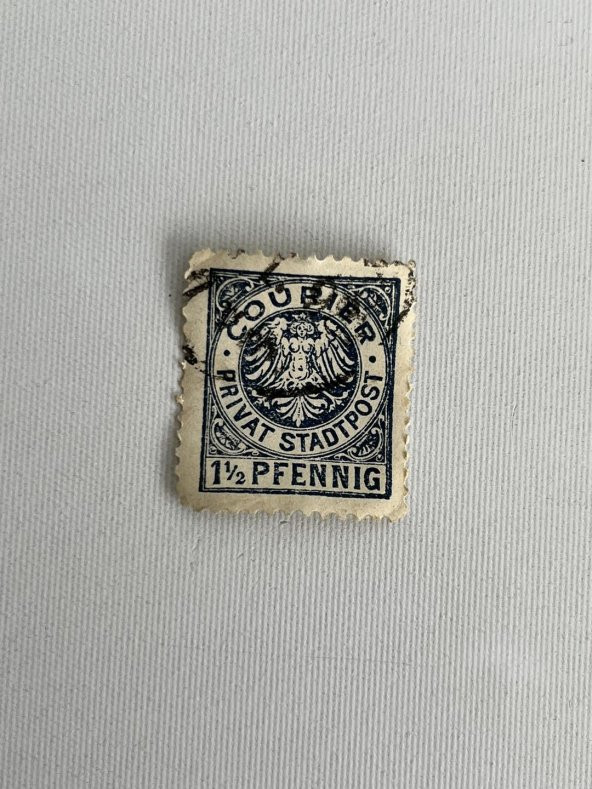 COURIER
PRIVAT STADTPOST
1½ PFENNIG